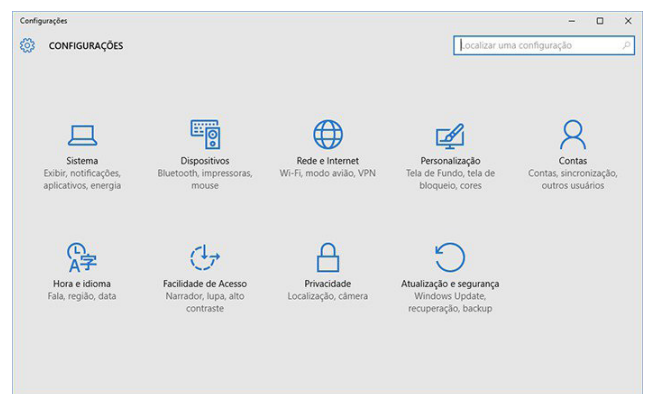 Configurações
CONFIGURAÇÕES
Localizar uma configuração
Sistema
Exibir, notificações,
aplicativos, energia
Dispositivos
Bluetooth, impressoras,
mouse
Rede e Internet
Wi-Fi, modo avião, VPN
Personalização
Tela de Fundo, tela de
bloqueio, cores
Contas
Contas, sincronização,
outros usuários
Hora e idioma
Fala, região, data
Facilidade de Acesso
Narrador, lupa, alto
contraste
Privacidade
Localização, câmera
Atualização e segurança
Windows Update,
recuperação, backup